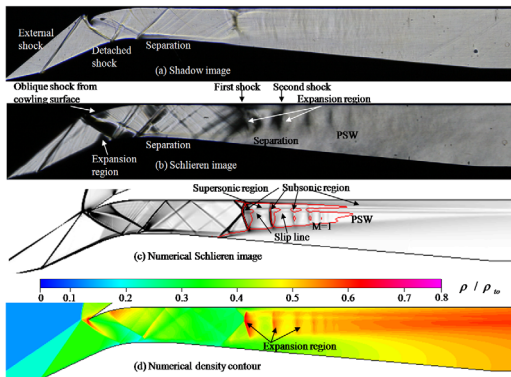 External
shock
Detached
shock
Separation
(a) Shadow image
Oblique shock from
cowling surface
First shock
Second shock
Expansion region
Expansion
region
Separation
PSW
(b) Schlieren image
Supersonic region
Subsonic region
Slip line
M=1
PSW
(c) Numerical Schlieren image
0 0.1 0.2 0.3 0.4 0.5 0.6 0.7 0.8
ρ / ρto
Expansion region
(d) Numerical density contour